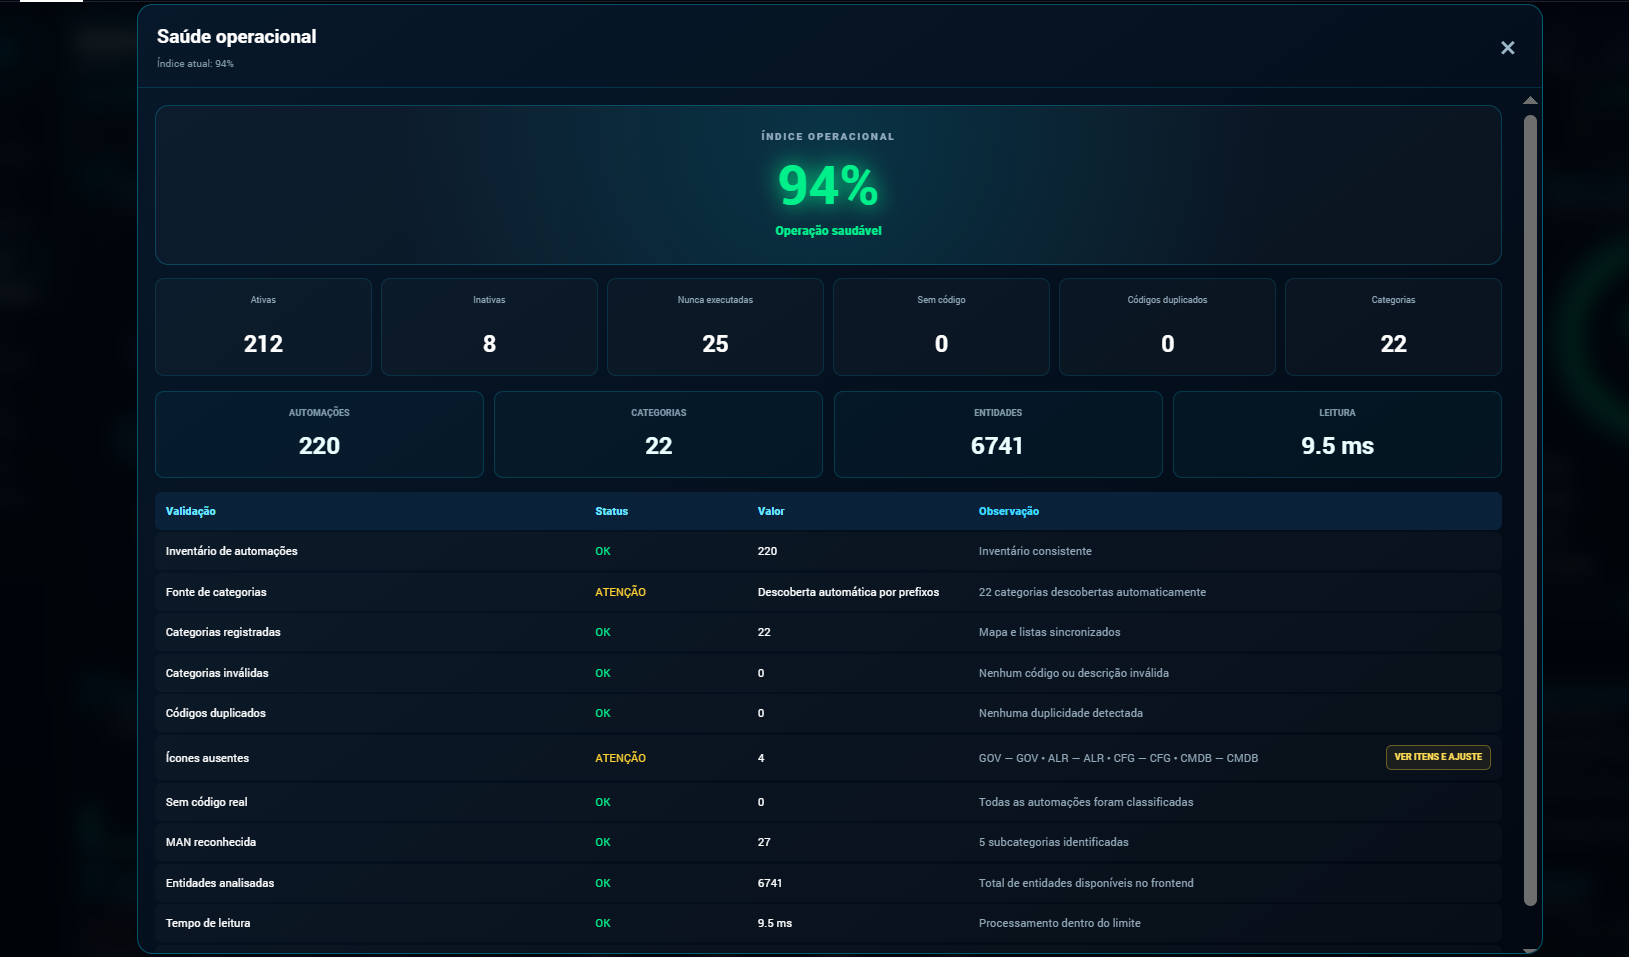 Saúde operacional
Índice atual: 94%
ÍNDICE OPERACIONAL
94%
Operação saudável
Ativas
212
Inativas
8
Nunca executadas
25
Sem código
0
Códigos duplicados
0
Categorias
22
AUTOMAÇÕES
220
CATEGORIAS
22
ENTIDADES
6741
LEITURA
9.5 ms
Validação Status Valor Observação
Inventário de automações OK 220 Inventário consistente
Fonte de categorias ATENÇÃO Descoberta automática por prefixos 22 categorias descobertas automaticamente
Categorias registradas OK 22 Mapa e listas sincronizados
Categorias inválidas OK 0 Nenhum código ou descrição inválida
Códigos duplicados OK 0 Nenhuma duplicidade detectada
Ícones ausentes ATENÇÃO 4 GOV — GOV • ALR — ALR • CFG — CFG • CMDB — CMDB VER ITENS E AJUSTE
Sem código real OK 0 Todas as automações foram classificadas
MAN reconhecida OK 27 5 subcategorias identificadas
Entidades analisadas OK 6741 Total de entidades disponíveis no frontend
Tempo de leitura OK 9.5 ms Processamento dentro do limite